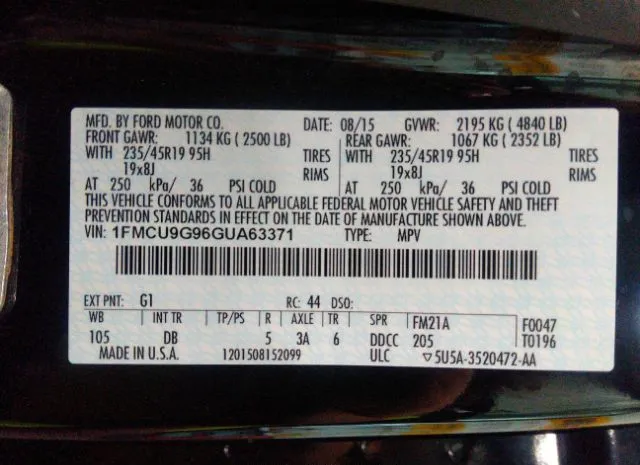 MFD. BY FORD MOTOR CO. DATE: 08/15 GVWR: 2195 KG ( 4840 LB)
FRONT GAWR: 1134 KG ( 2500 LB) REAR GAWR: 1067 KG ( 2352 LB)
WITH 235/45R19 95H TIRES WITH 235/45R19 95H TIRES
19x8J RIMS 19x8J RIMS
AT 250 kPa/ 36 PSI COLD AT 250 kPa/ 36 PSI COLD
THIS VEHICLE CONFORMS TO ALL APPLICABLE FEDERAL MOTOR VEHICLE SAFETY AND THEFT
PREVENTION STANDARDS IN EFFECT ON THE DATE OF MANUFACTURE SHOWN ABOVE.
VIN: 1FMCU9G96GUA63371 TYPE: MPV
EXT PNT: G1 RC: 44 DSO:
WB INT TR TP/PS R AXLE TR SPR FM21A F0047
105 DB 5 3A 6 DDCC 205 T0196
MADE IN U.S.A. 1201508152099 ULC ▽5U5A-3520472-AA